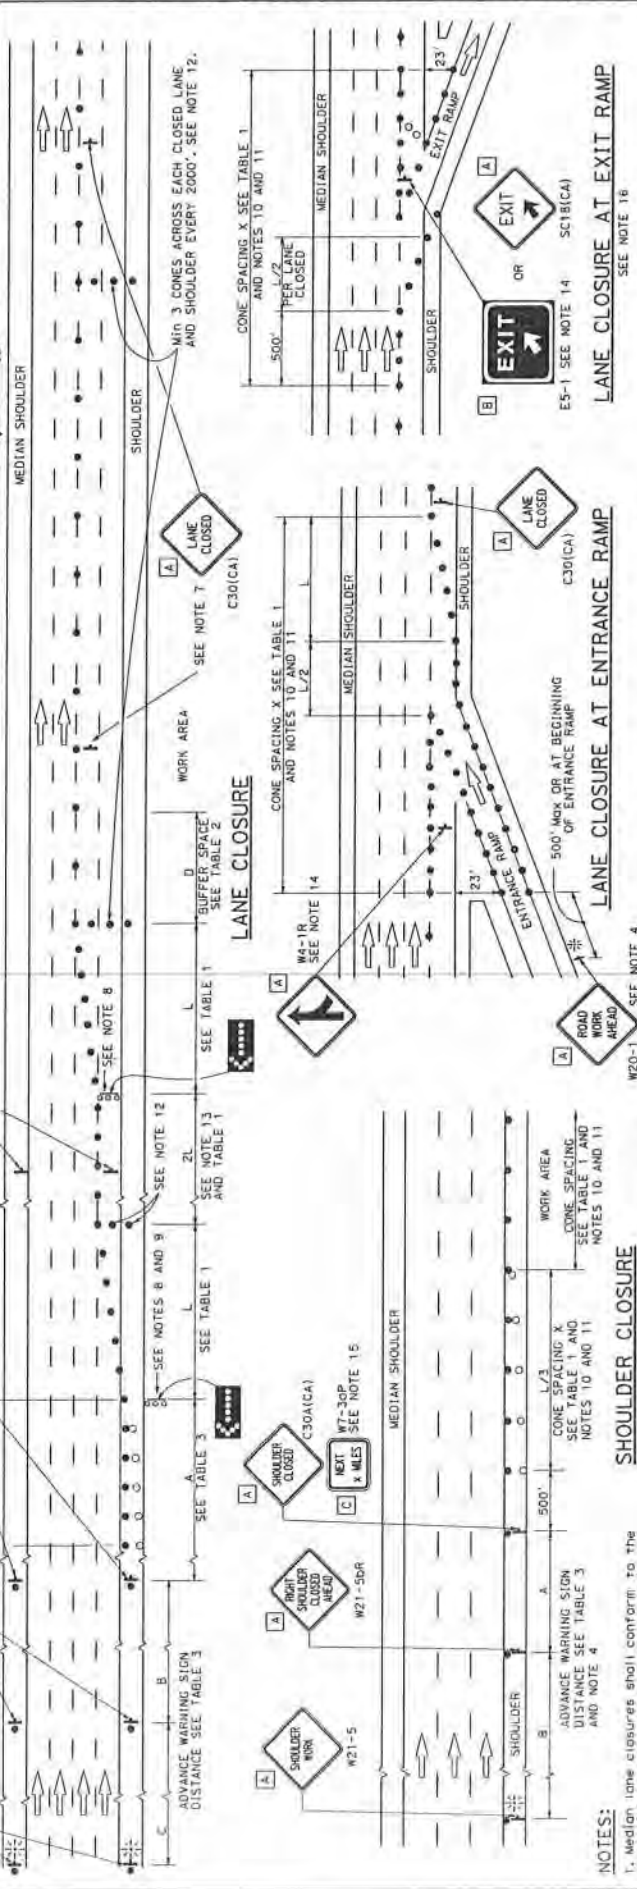 MEDIAN SHOULDER
SHOULDER
Min 3 CONES ACROSS EACH CLOSED LANE
AND SHOULDER EVERY 2000'. SEE NOTE 12.
A
LANE
CLOSED
C30(CA)
SEE NOTE 7
WORK AREA
D
BUFFER SPACE
SEE TABLE 2
L
SEE TABLE 1
SEE NOTE 8
2L
SEE NOTE 13
AND TABLE 1
SEE NOTE 12
L
SEE TABLE 1
SEE NOTES 8 AND 9
A
SEE TABLE 3
B
C
ADVANCE WARNING SIGN
DISTANCE SEE TABLE 3
LANE CLOSURE
A
SHOULDER
WORK
W21-5
A
RIGHT
SHOULDER
CLOSED
AHEAD
W21-5bR
A
SHOULDER
CLOSED
C30A(CA)
C
NEXT
X MILES
W7-3aP
SEE NOTE 15
MEDIAN SHOULDER
SHOULDER
B
A
ADVANCE WARNING SIGN
DISTANCE SEE TABLE 3
AND NOTE 4
500'
L/3
CONE SPACING X
SEE TABLE 1 AND
NOTES 10 AND 11
WORK AREA
CONE SPACING
SEE TABLE 1 AND
NOTES 10 AND 11
SHOULDER CLOSURE
A
W4-1R
SEE NOTE 14
CONE SPACING X SEE TABLE 1
AND NOTES 10 AND 11
L/2
L
MEDIAN SHOULDER
SHOULDER
23'
ENTRANCE RAMP
A
LANE
CLOSED
C30(CA)
500' Max OR AT BEGINNING
OF ENTRANCE RAMP
A
ROAD
WORK
AHEAD
W20-1 SEE NOTE 4
LANE CLOSURE AT ENTRANCE RAMP
CONE SPACING X SEE TABLE 1
AND NOTES 10 AND 11
500'
L/2
PER LANE
CLOSED
MEDIAN SHOULDER
SHOULDER
23'
EXIT RAMP
B
EXIT
E5-1 SEE NOTE 14
OR
A
EXIT
SC18(CA)
LANE CLOSURE AT EXIT RAMP
SEE NOTE 16
NOTES:
1. Median lane closures shall conform to the